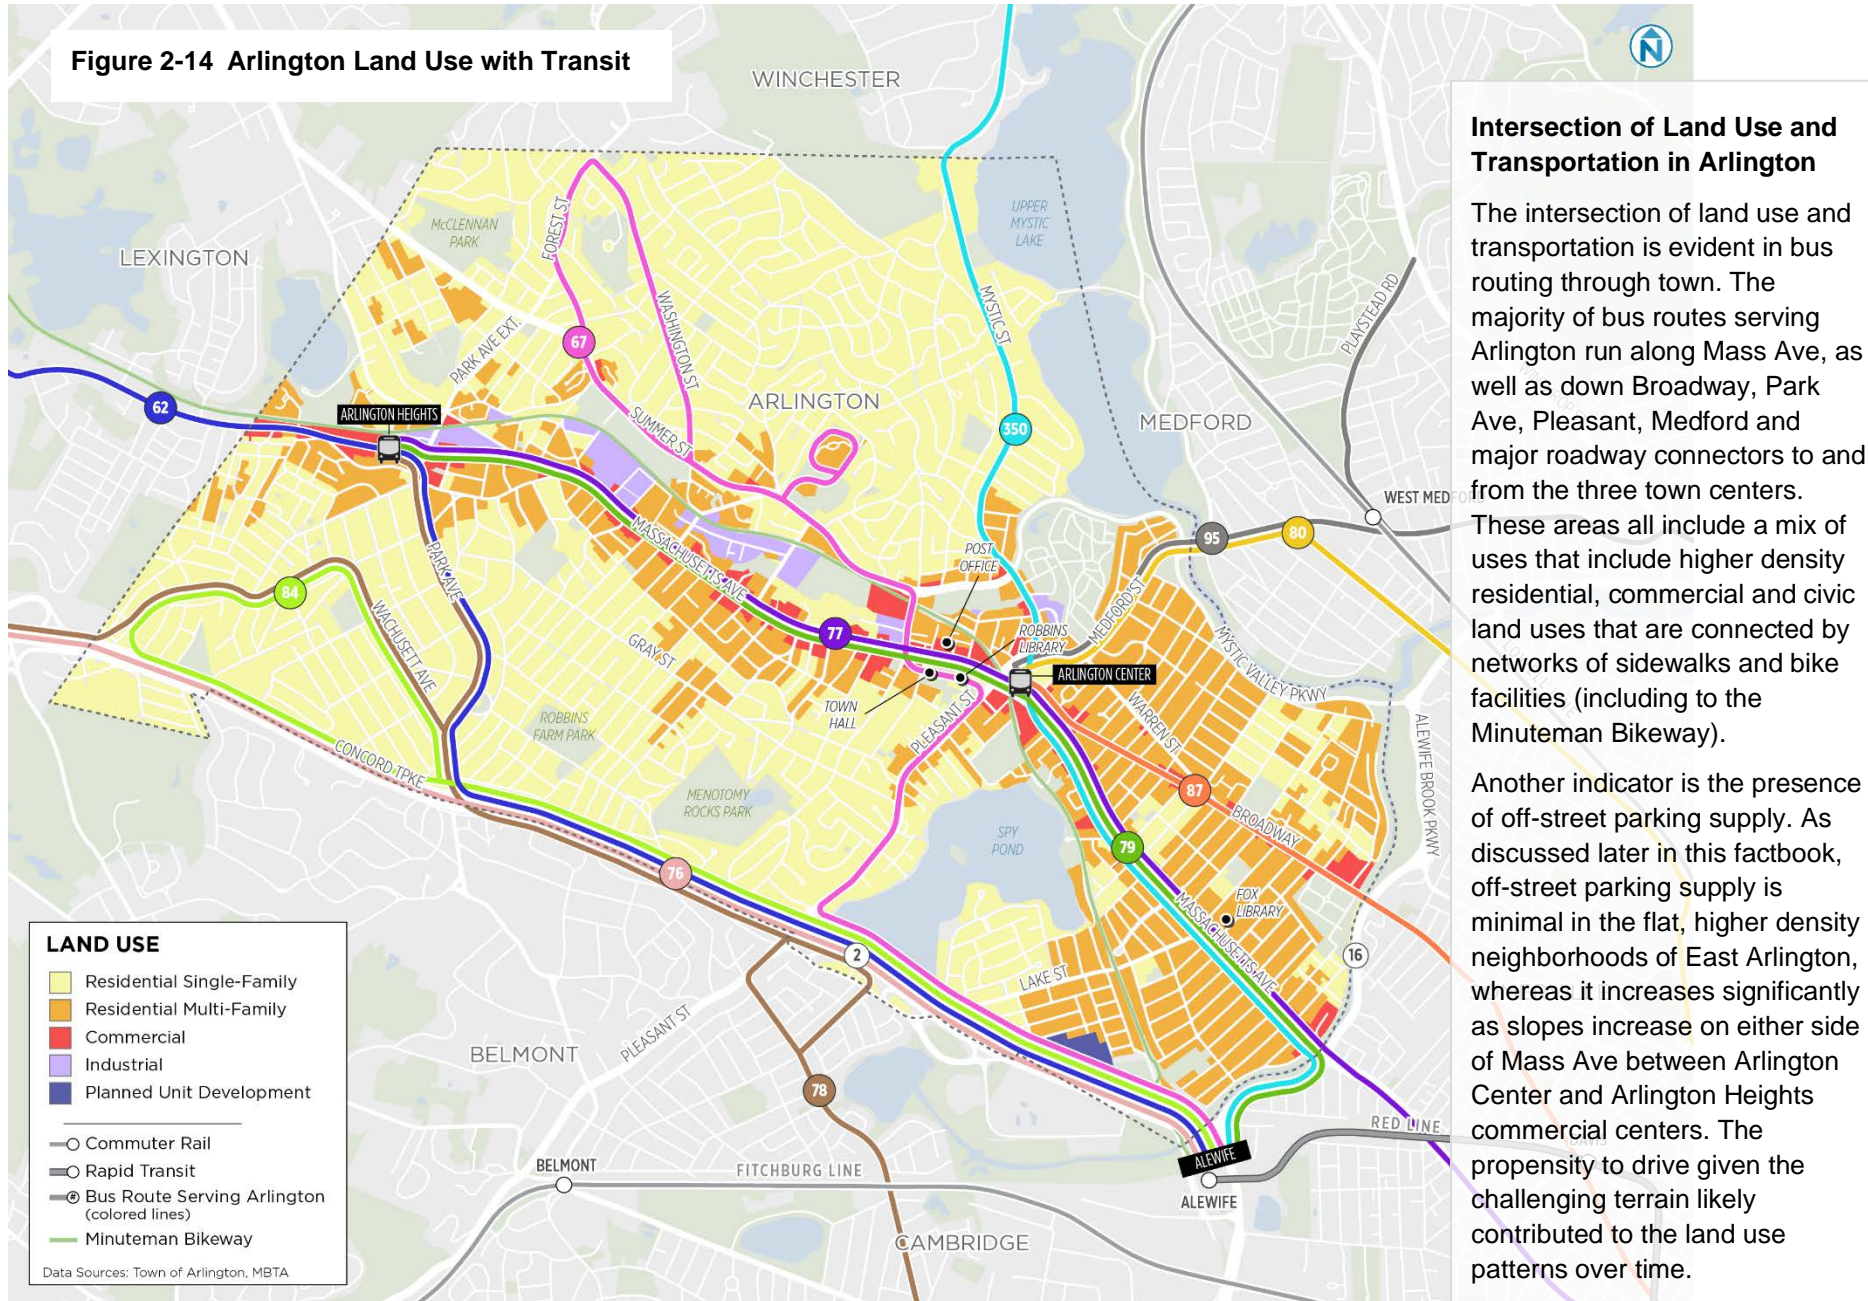 Figure 2-14 Arlington Land Use with Transit
WINCHESTER
N
LEXINGTON
McCLENNAN
PARK
FOREST ST
UPPER
MYSTIC
LAKE
WASHINGTON ST
MYSTIC ST
PLAYSTEAD RD
PARK AVE EXT.
67
62
ARLINGTON HEIGHTS
SUMMER ST
ARLINGTON
350
MEDFORD
WEST MEDFORD
95
80
MASSACHUSETTS AVE
POST
OFFICE
PARK AVE
84
WACHUSETT AVE
77
GRAY ST
ROBBINS
LIBRARY
MEDFORD ST
MYSTIC VALLEY PKWY
ARLINGTON CENTER
TOWN
HALL
PLEASANT ST
WARREN ST
ROBBINS
FARM PARK
CONCORD TPKE
ALEWIFE BROOK PKWY
MENOTOMY
ROCKS PARK
87
BROADWAY
SPY
POND
79
76
FOX
LIBRARY
MASSACHUSETTS AVE
2
16
LAKE ST
PLEASANT ST
BELMONT
78
RED LINE
ALEWIFE
BELMONT
FITCHBURG LINE
ALEWIFE
CAMBRIDGE
LAND USE
Residential Single-Family
Residential Multi-Family
Commercial
Industrial
Planned Unit Development
Commuter Rail
Rapid Transit
# Bus Route Serving Arlington
(colored lines)
Minuteman Bikeway
Data Sources: Town of Arlington, MBTA
Intersection of Land Use and
Transportation in Arlington
The intersection of land use and
transportation is evident in bus
routing through town. The
majority of bus routes serving
Arlington run along Mass Ave, as
well as down Broadway, Park
Ave, Pleasant, Medford and
major roadway connectors to and
from the three town centers.
These areas all include a mix of
uses that include higher density
residential, commercial and civic
land uses that are connected by
networks of sidewalks and bike
facilities (including to the
Minuteman Bikeway).
Another indicator is the presence
of off-street parking supply. As
discussed later in this factbook,
off-street parking supply is
minimal in the flat, higher density
neighborhoods of East Arlington,
whereas it increases significantly
as slopes increase on either side
of Mass Ave between Arlington
Center and Arlington Heights
commercial centers. The
propensity to drive given the
challenging terrain likely
contributed to the land use
patterns over time.